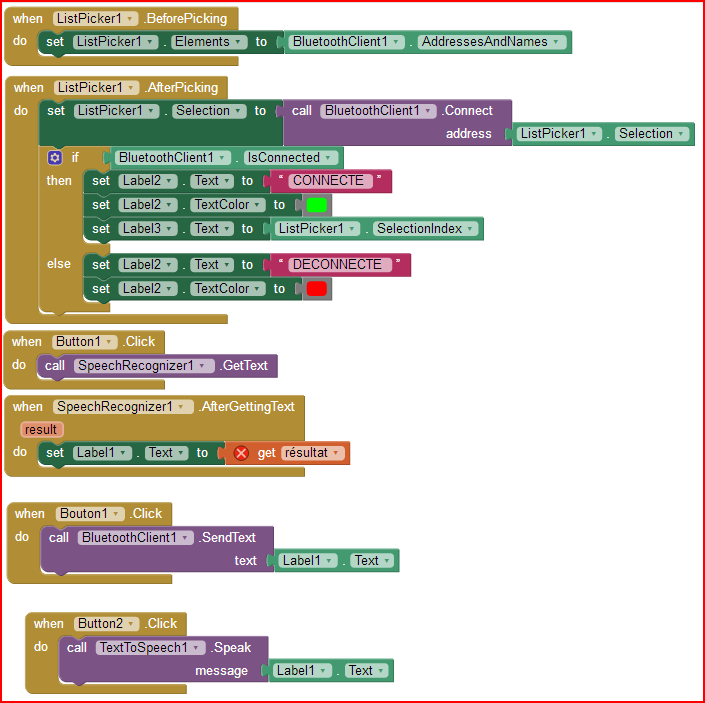 when ListPicker1 .BeforePicking
do set ListPicker1 . Elements to BluetoothClient1 . AddressesAndNames
when ListPicker1 .AfterPicking
do set ListPicker1 . Selection to call BluetoothClient1 .Connect
address ListPicker1 . Selection
if BluetoothClient1 . IsConnected
then set Label2 . Text to " CONNECTE "
set Label2 . TextColor to
set Label3 . Text to ListPicker1 . SelectionIndex
else set Label2 . Text to " DECONNECTE "
set Label2 . TextColor to
when Button1 .Click
do call SpeechRecognizer1 .GetText
when SpeechRecognizer1 .AfterGettingText
result
do set Label1 . Text to get résultat
when Bouton1 .Click
do call BluetoothClient1 .SendText
text Label1 . Text
when Button2 .Click
do call TextToSpeech1 .Speak
message Label1 . Text